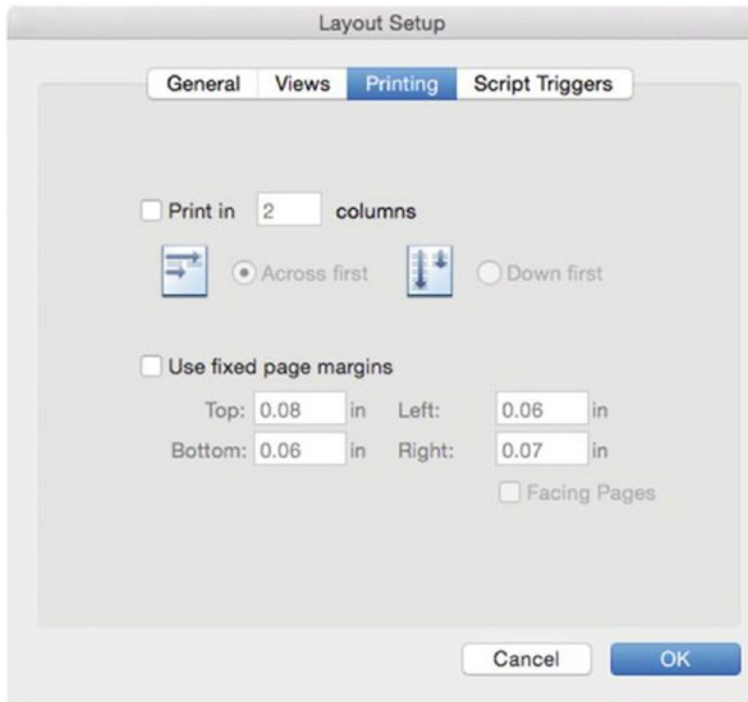 Layout Setup
General Views Printing Script Triggers
Print in 2 columns
Across first Down first
Use fixed page margins
Top: 0.08 in Left: 0.06 in
Bottom: 0.06 in Right: 0.07 in
Facing Pages
Cancel OK